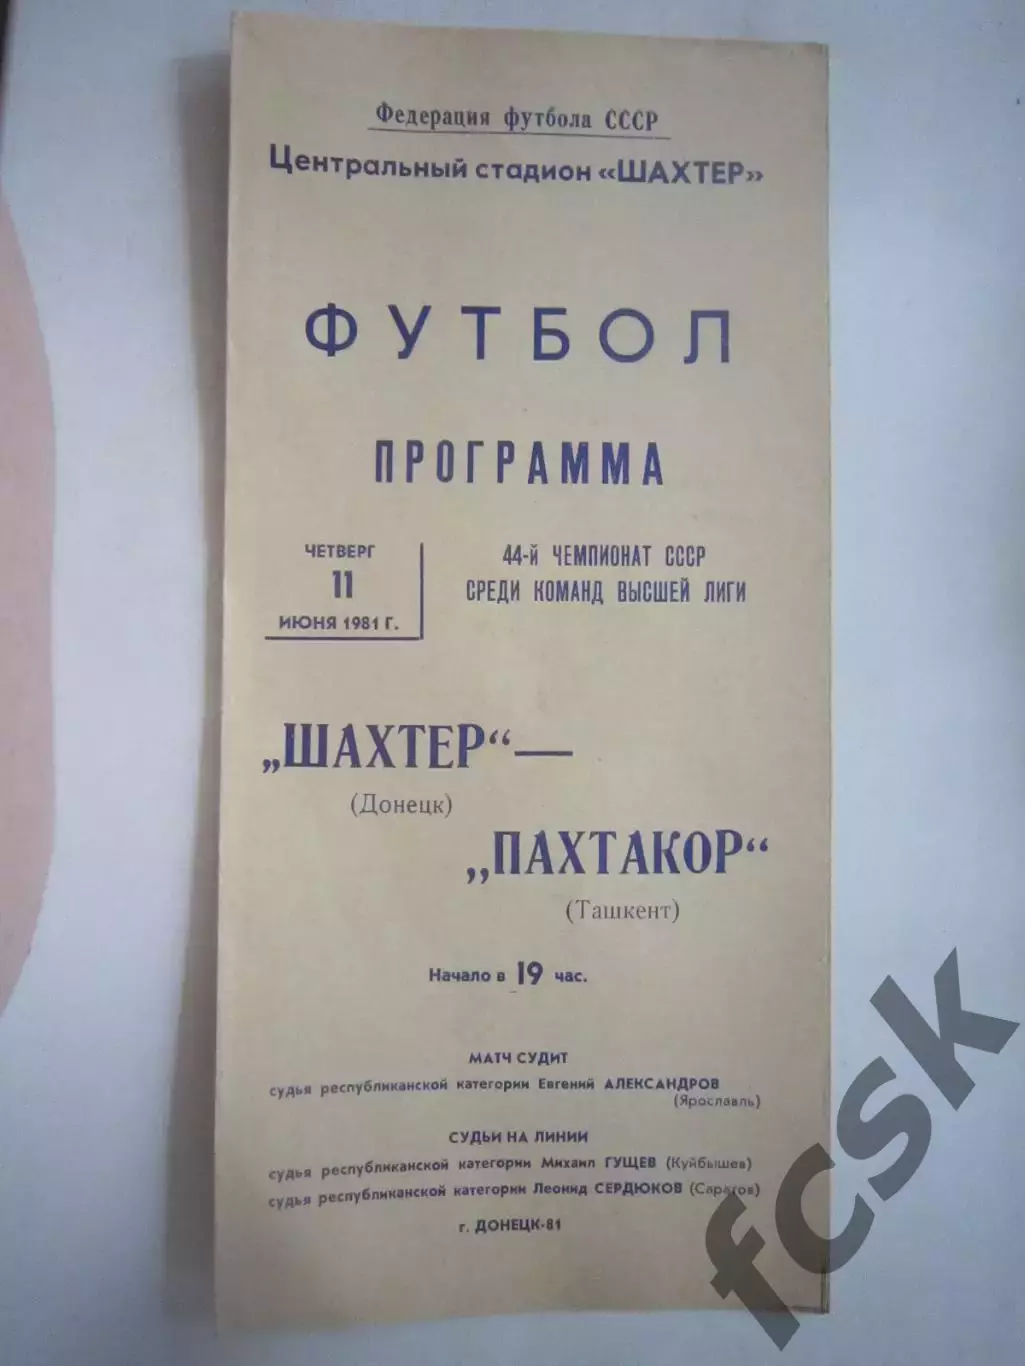 Федерация футбола СССР
Центральный стадион «ШАХТЕР»
ФУТБОЛ
ПРОГРАММА
ЧЕТВЕРГ
11
ИЮНЯ 1981 Г.
44-й ЧЕМПИОНАТ СССР
СРЕДИ КОМАНД ВЫСШЕЙ ЛИГИ
„ШАХТЕР“—
(Донецк)
„ПАХТАКОР“
(Ташкент)
Начало в 19 час.
МАТЧ СУДИТ
судья республиканской категории Евгений АЛЕКСАНДРОВ
(Ярославль)
СУДЬИ НА ЛИНИИ
судья республиканской категории Михаил ГУЩЕВ (Куйбышев)
судья республиканской категории Леонид СЕРДЮКОВ (Саратов)
г. ДОНЕЦК-81
fcsk